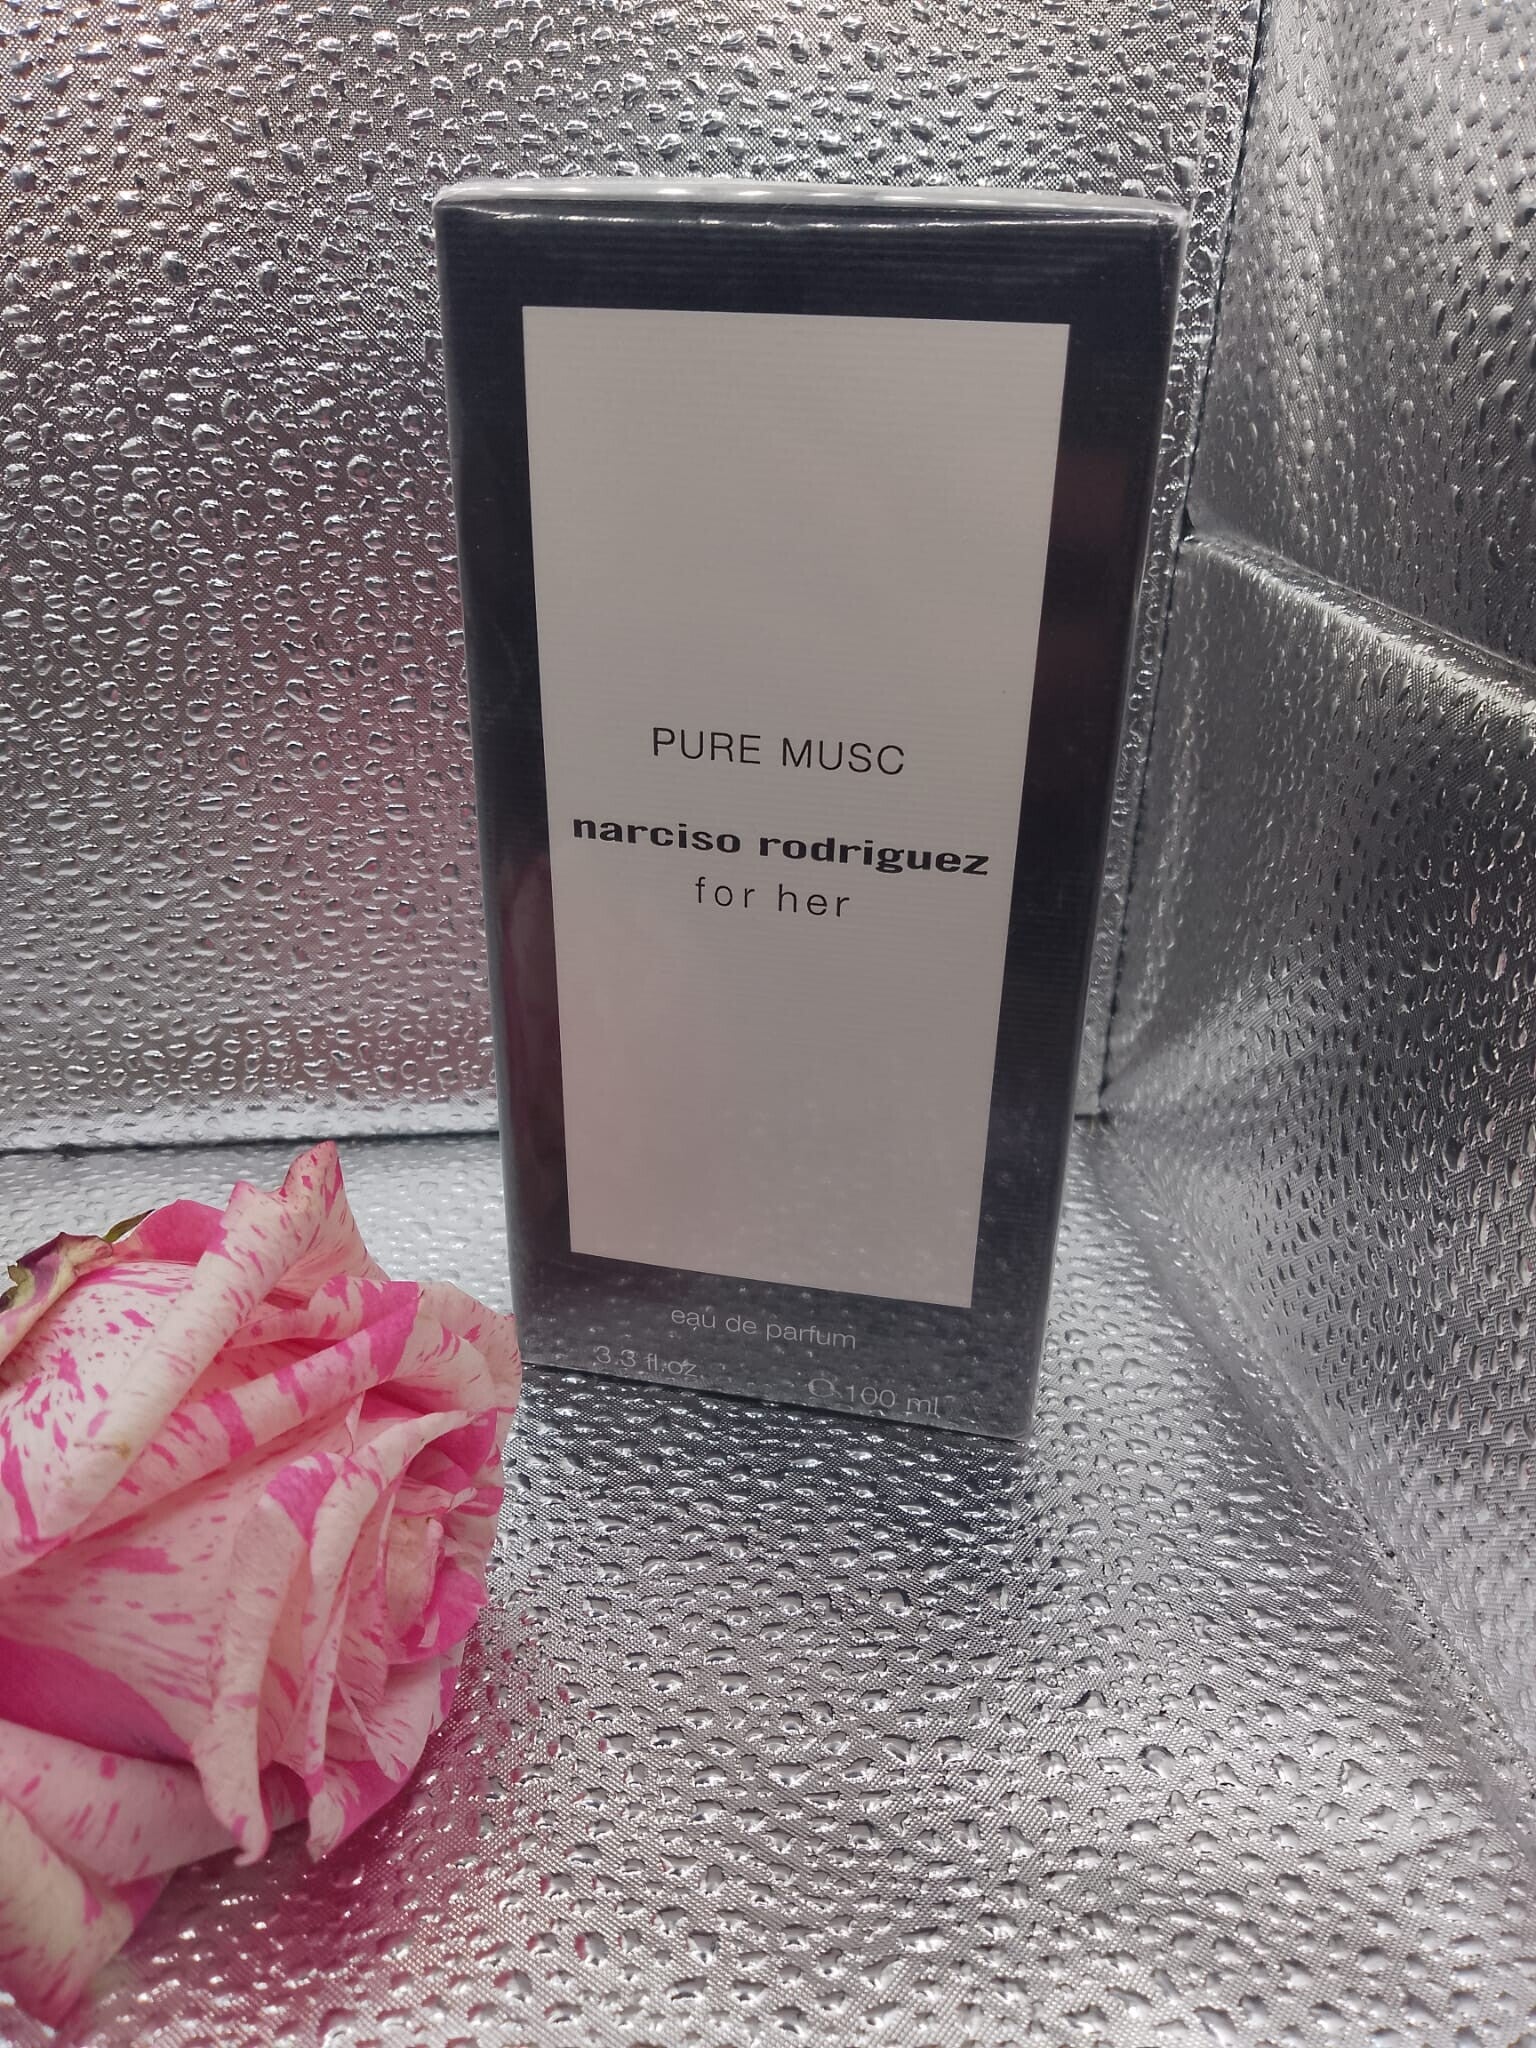 PURE MUSC
narciso rodriguez
for her
eau de parfum
3.3 fl.oz. ℮ 100 ml